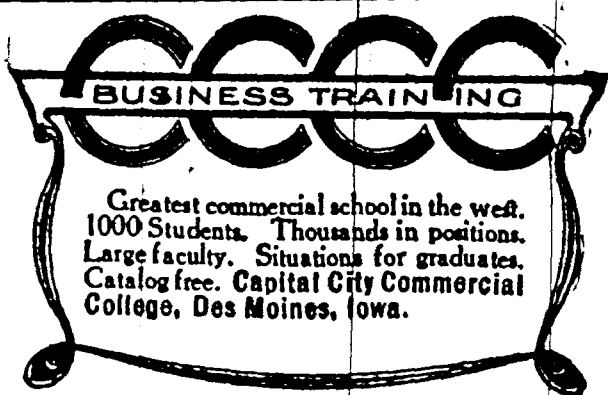 CCCC
BUSINESS TRAINING
Greatest commercial school in the west.
1000 Students. Thousands in positions.
Large faculty. Situations for graduates.
Catalog free. Capital City Commercial
College, Des Moines, Iowa.